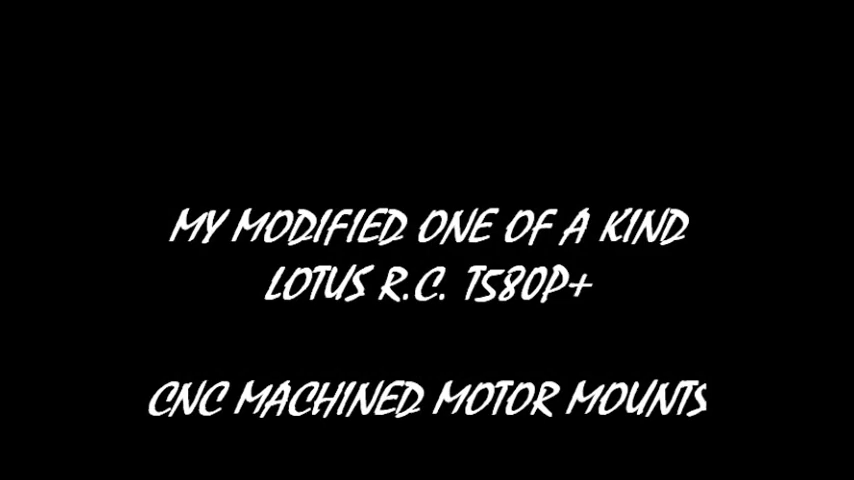 MY MODIFIED ONE OF A KIND
LOTUS R.C. T580P+
CNC MACHINED MOTOR MOUNTS